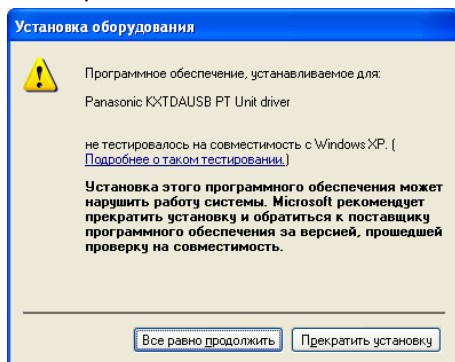 Установка оборудования
Программное обеспечение, устанавливаемое для:
Panasonic KXTDAUSB PT Unit driver
не тестировалось на совместимость с Windows XP. (
Подробнее о таком тестировании.)
Установка этого программного обеспечения может
нарушить работу системы. Microsoft рекомендует
прекратить установку и обратиться к поставщику
программного обеспечения за версией, прошедшей
проверку на совместимость.
Все равно продолжить
Прекратить установку